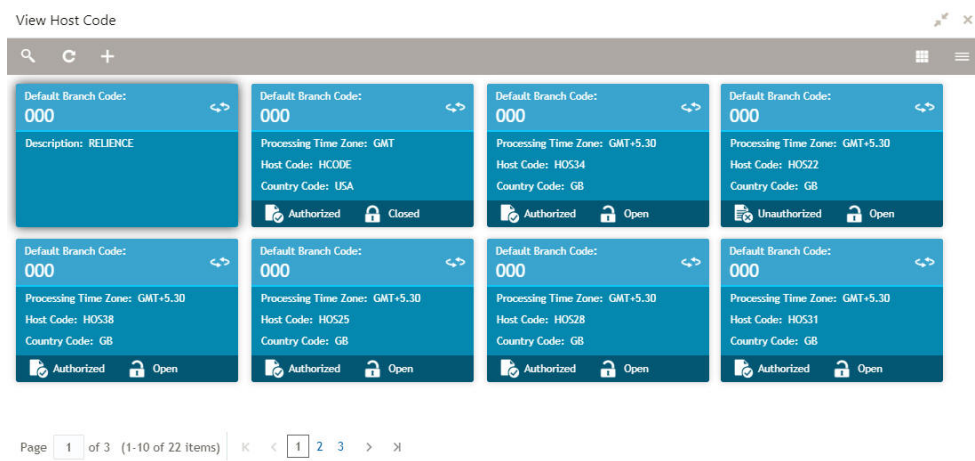 View Host Code
Default Branch Code:
000
Description: RELIENCE
Default Branch Code:
000
Processing Time Zone: GMT
Host Code: HCODE
Country Code: USA
Authorized Closed
Default Branch Code:
000
Processing Time Zone: GMT+5.30
Host Code: HOS34
Country Code: GB
Authorized Open
Default Branch Code:
000
Processing Time Zone: GMT+5.30
Host Code: HOS22
Country Code: GB
Unauthorized Open
Default Branch Code:
000
Processing Time Zone: GMT+5.30
Host Code: HOS38
Country Code: GB
Authorized Open
Default Branch Code:
000
Processing Time Zone: GMT+5.30
Host Code: HOS25
Country Code: GB
Authorized Open
Default Branch Code:
000
Processing Time Zone: GMT+5.30
Host Code: HOS28
Country Code: GB
Authorized Open
Default Branch Code:
000
Processing Time Zone: GMT+5.30
Host Code: HOS31
Country Code: GB
Authorized Open
Page 1 of 3 (1-10 of 22 items) 1 2 3